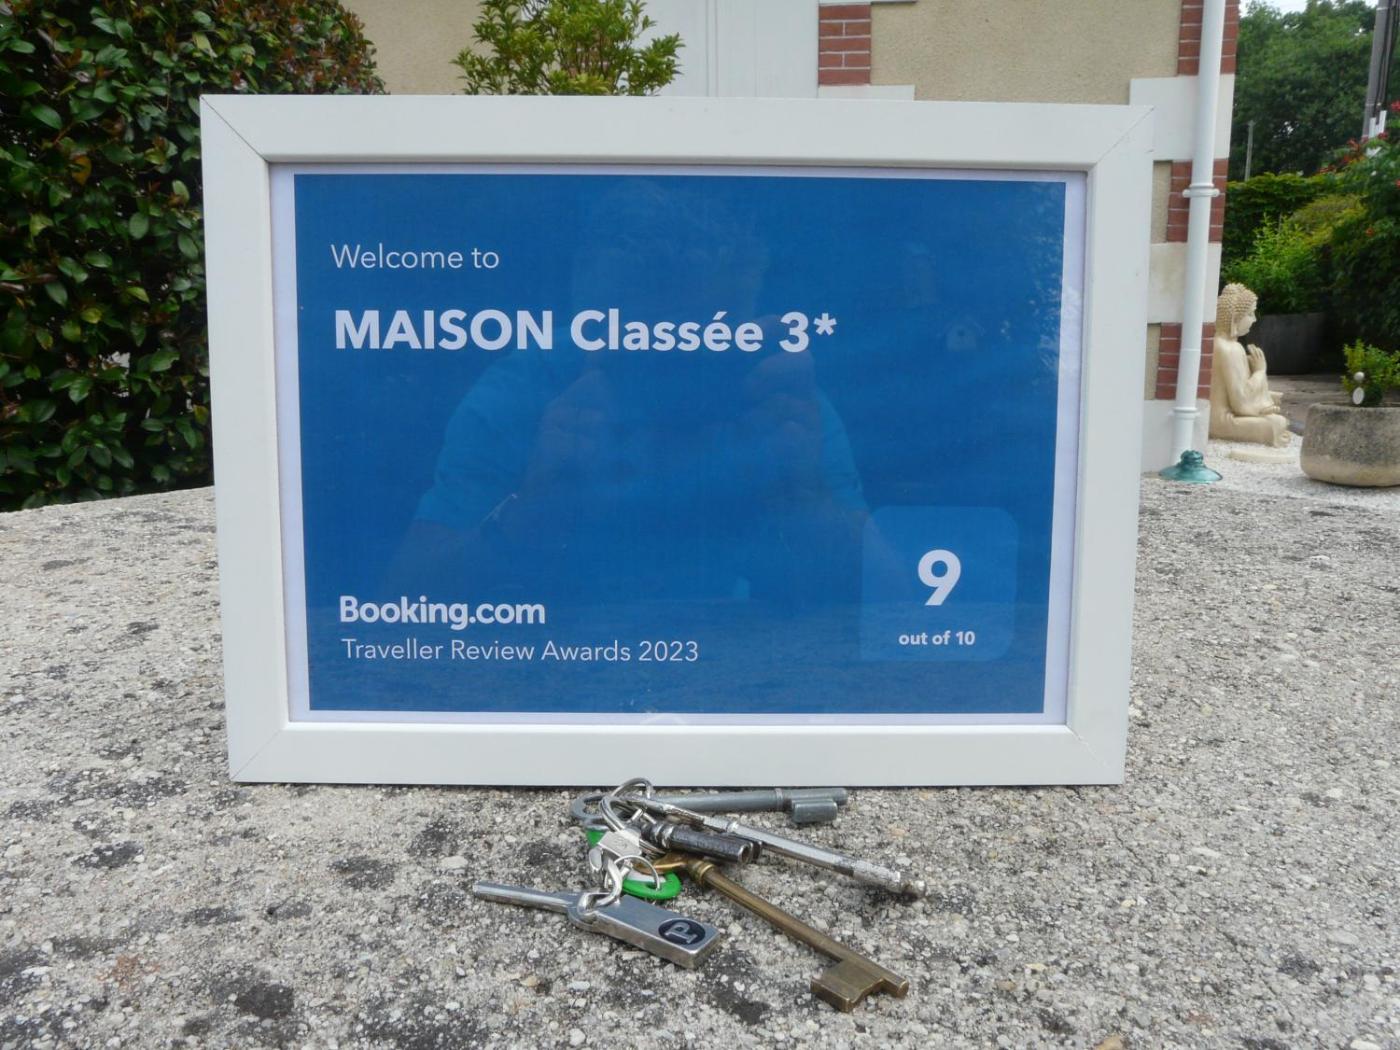 Welcome to
MAISON Classée 3*
9
out of 10
Booking.com
Traveller Review Awards 2023
P